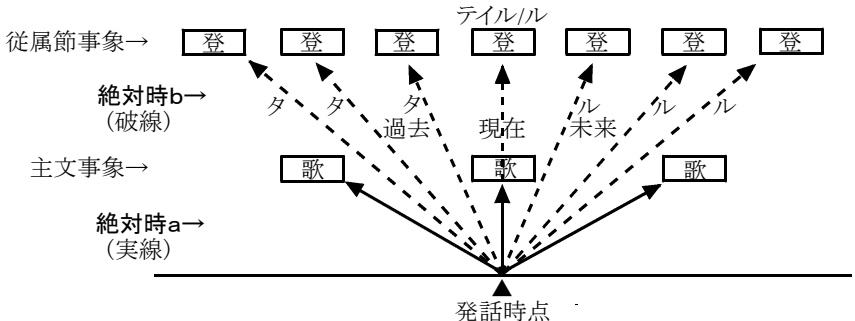 テイル/ル
従属節事象→ 登 登 登 登 登 登 登
絶対時b→
(破線)
タ タ タ ル ル ル
過去 現在 未来
主文事象→ 歌 歌 歌
絶対時a→
(実線)
▲
発話時点